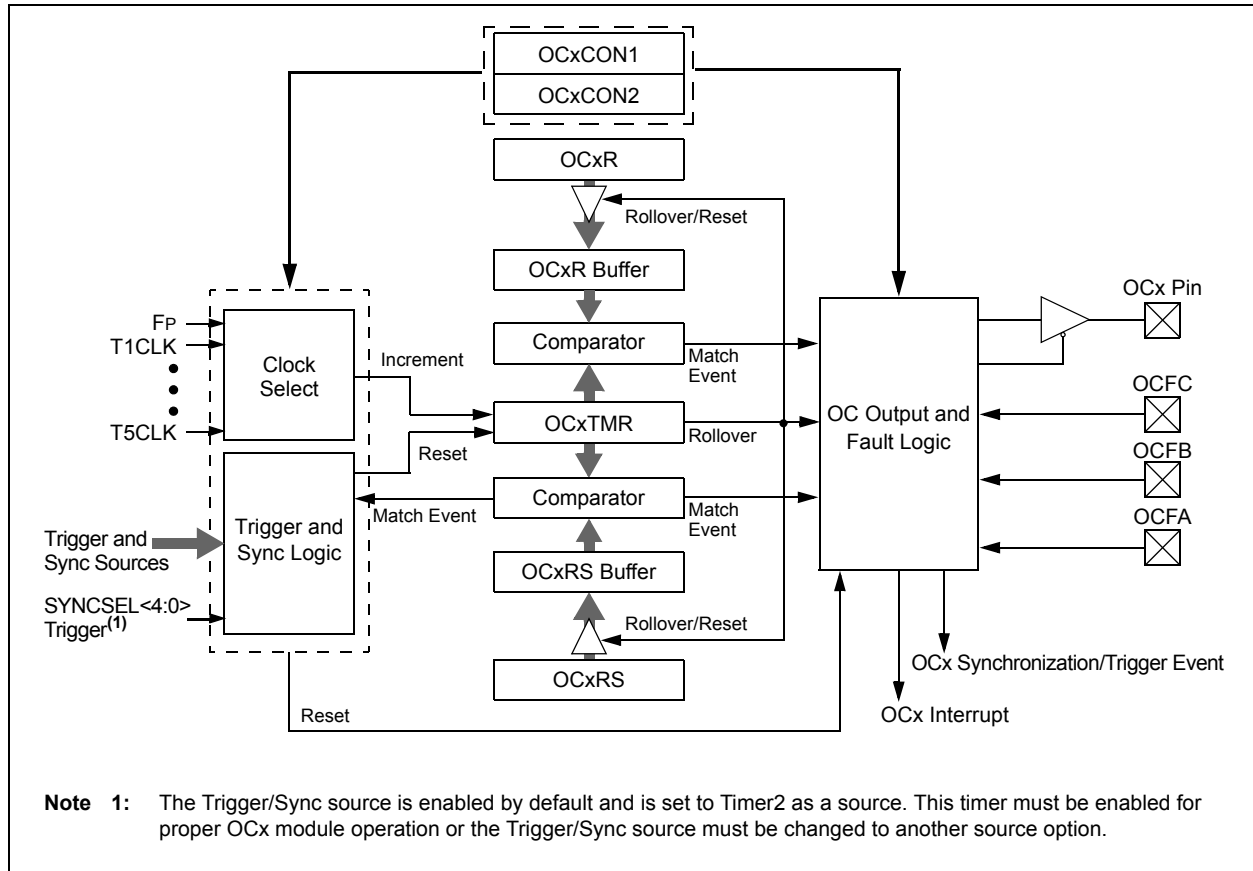 OCxCON1
OCxCON2
OCxR
Rollover/Reset
OCxR Buffer
OCx Pin
FP
T1CLK
T5CLK
Clock
Select
Increment
Comparator
Match
Event
OCFC
OCxTMR
Rollover
OC Output and
Fault Logic
Reset
OCFB
Comparator
Match Event
Match
Event
Trigger and
Sync Logic
OCFA
Trigger and
Sync Sources
OCxRS Buffer
SYNCSEL<4:0>
Trigger(1)
Rollover/Reset
OCxRS
OCx Synchronization/Trigger Event
OCx Interrupt
Reset
Note 1: The Trigger/Sync source is enabled by default and is set to Timer2 as a source. This timer must be enabled for
proper OCx module operation or the Trigger/Sync source must be changed to another source option.